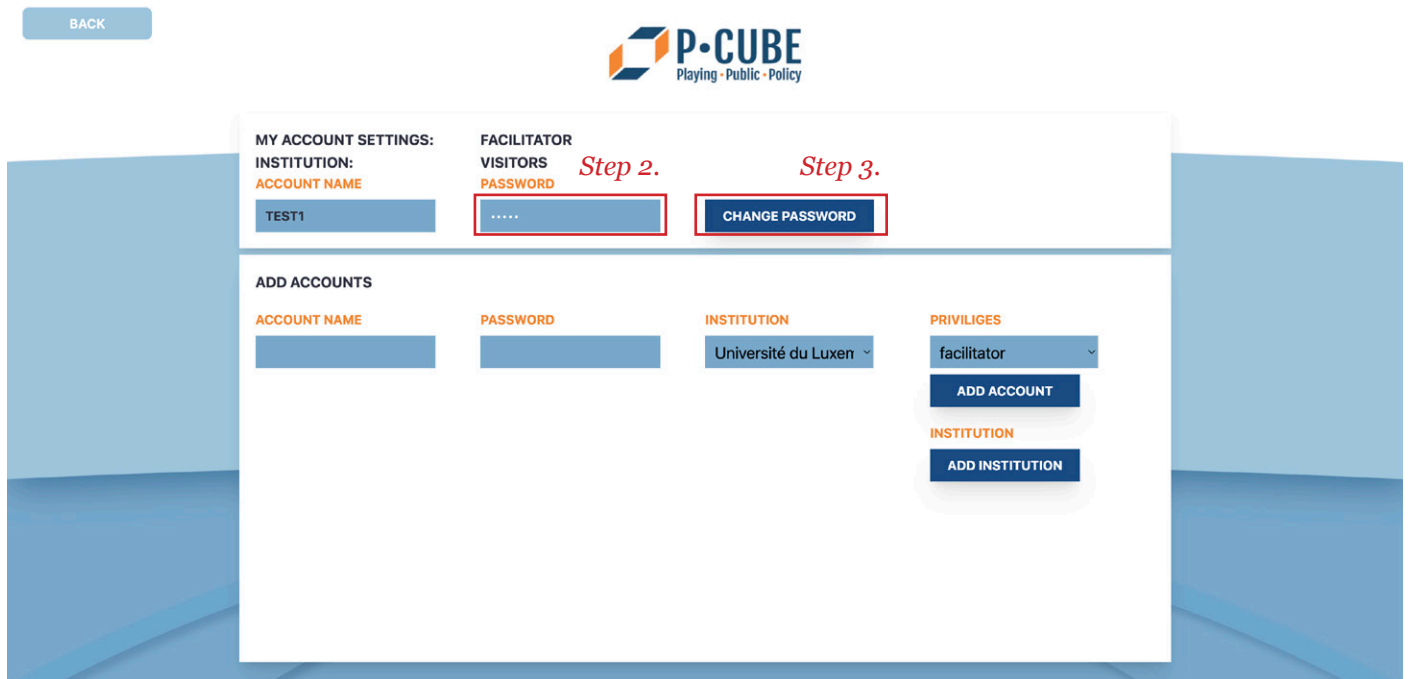 BACK
P•CUBE
Playing • Public • Policy
MY ACCOUNT SETTINGS: FACILITATOR
INSTITUTION: VISITORS
Step 2. Step 3.
ACCOUNT NAME PASSWORD
TEST1 ····· CHANGE PASSWORD
ADD ACCOUNTS
ACCOUNT NAME PASSWORD INSTITUTION PRIVILIGES
Université du Luxem facilitator
ADD ACCOUNT
INSTITUTION
ADD INSTITUTION